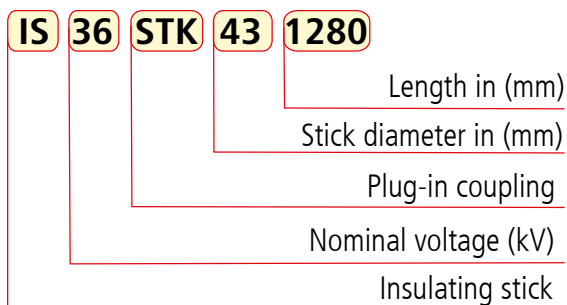 IS 36 STK 43 1280
Length in (mm)
Stick diameter in (mm)
Plug-in coupling
Nominal voltage (kV)
Insulating stick